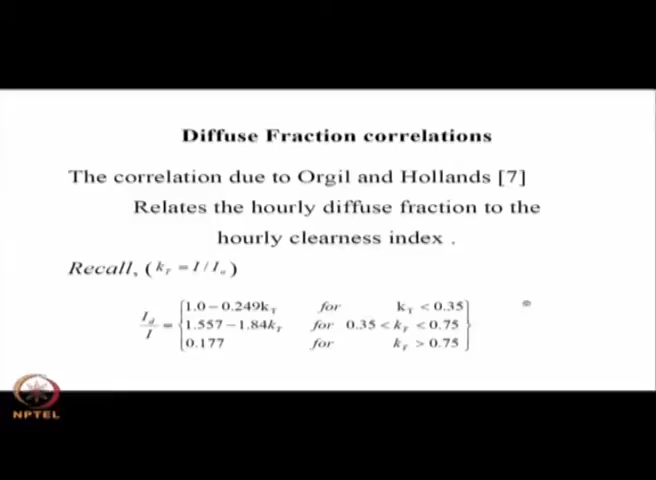 Diffuse Fraction correlations
The correlation due to Orgil and Hollands [7]
Relates the hourly diffuse fraction to the
hourly clearness index .
Recall, ( k_T = I / I_o )
1.0 − 0.249k_T for k_T < 0.35
I_d / I = 1.557 − 1.84k_T for 0.35 < k_T < 0.75
0.177 for k_T > 0.75
NPTEL